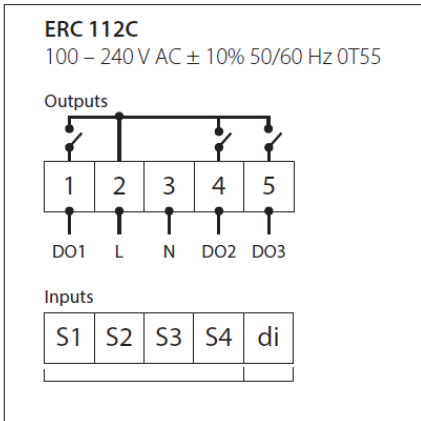 ERC 112C
100 – 240 V AC ± 10% 50/60 Hz 0T55
Outputs
1 2 3 4 5
DO1 L N DO2 DO3
Inputs
S1 S2 S3 S4 di